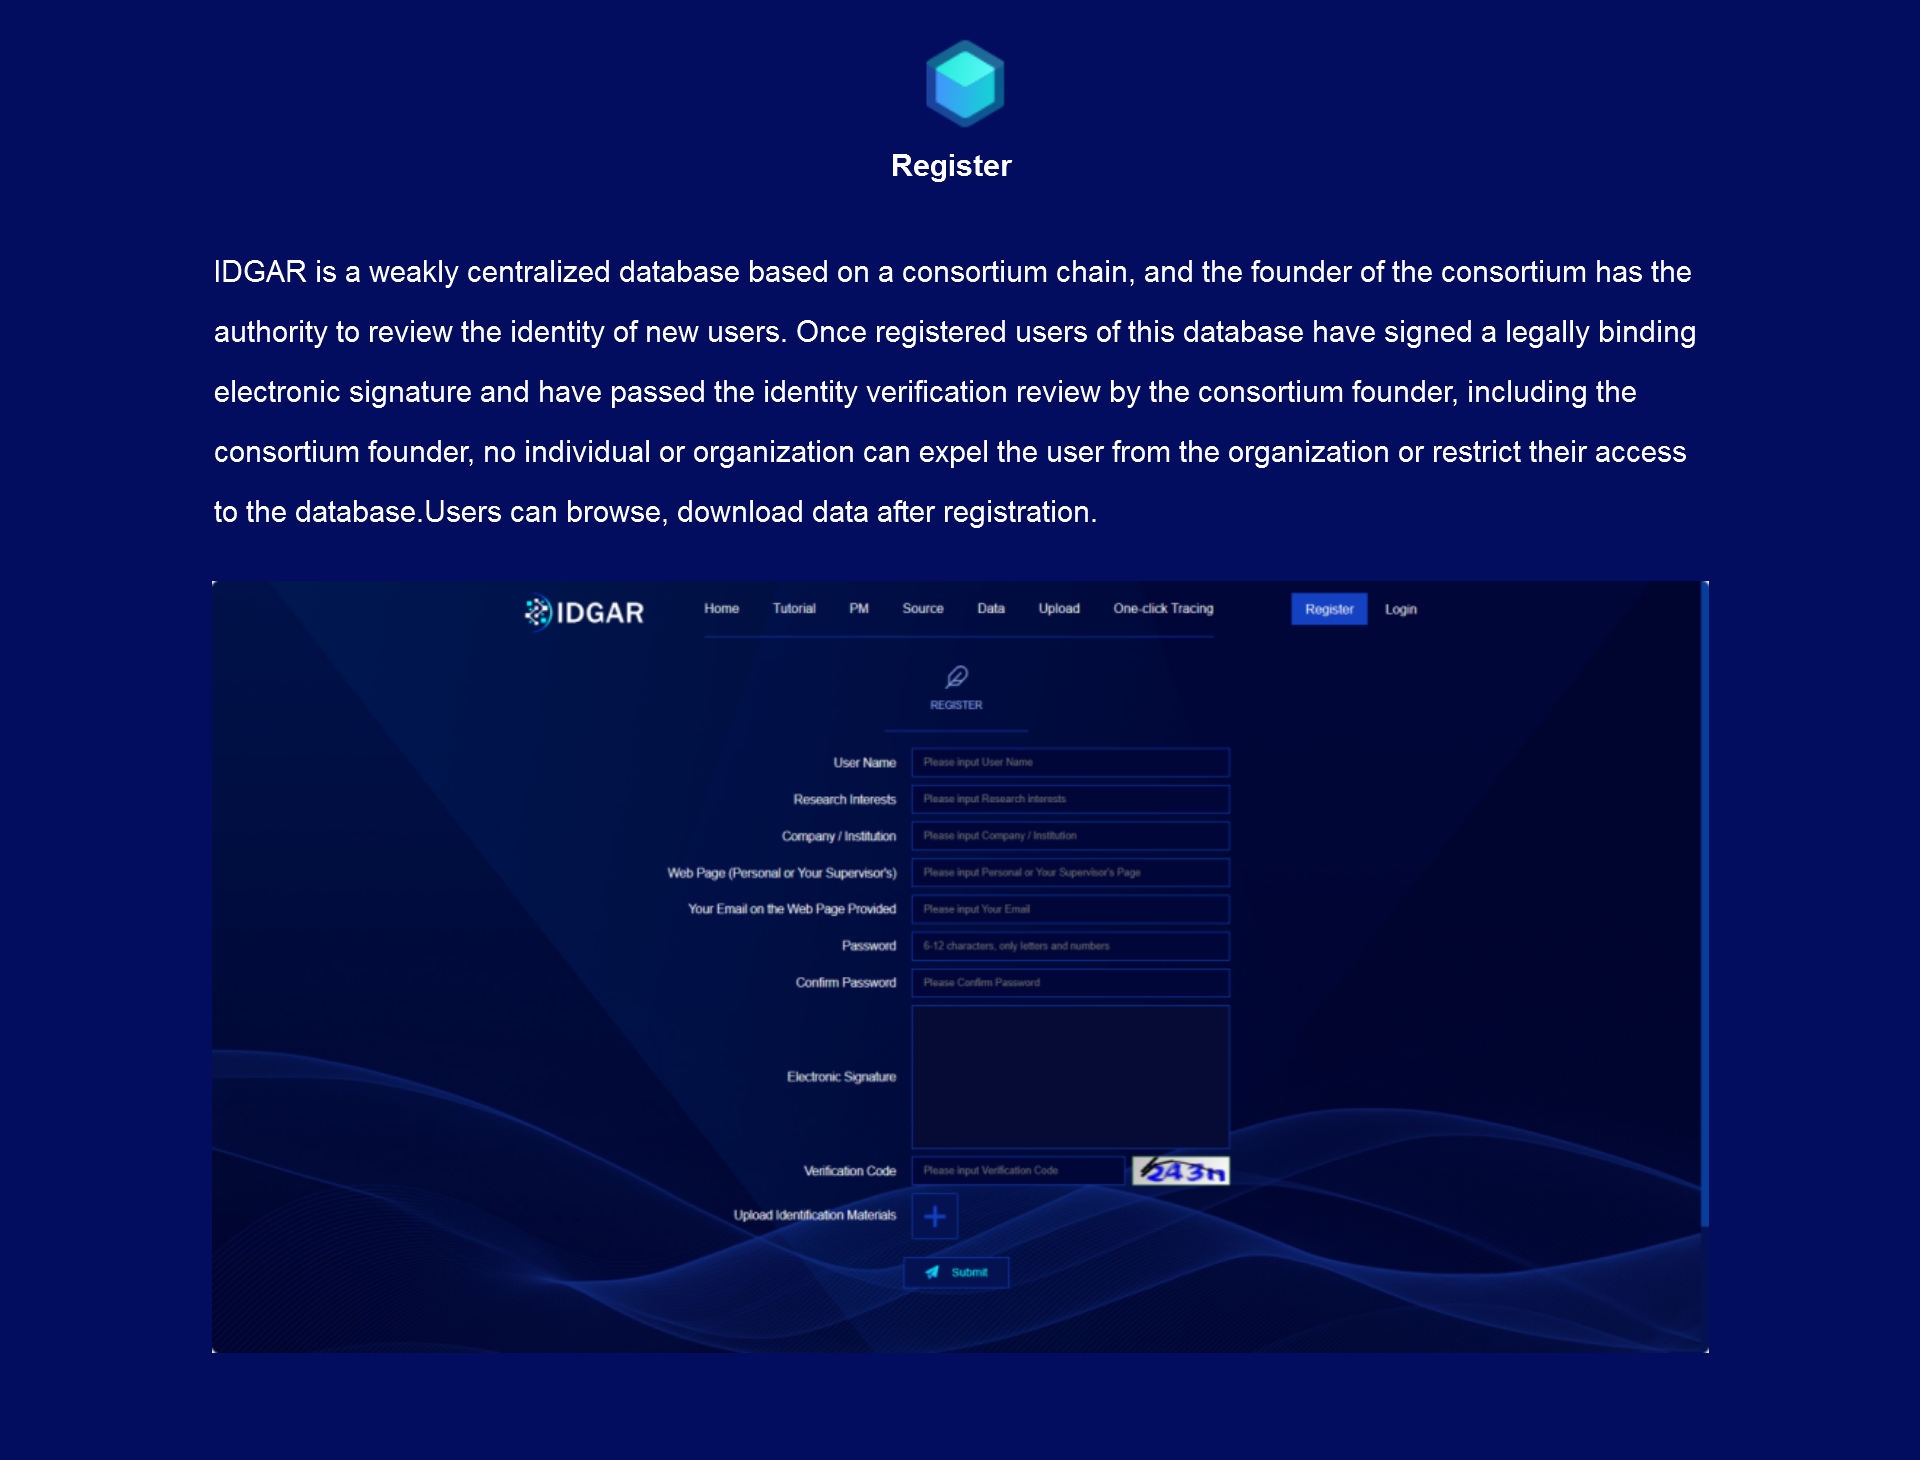 Register
IDGAR is a weakly centralized database based on a consortium chain, and the founder of the consortium has the
authority to review the identity of new users. Once registered users of this database have signed a legally binding
electronic signature and have passed the identity verification review by the consortium founder, including the
consortium founder, no individual or organization can expel the user from the organization or restrict their access
to the database.Users can browse, download data after registration.
IDGAR Home Tutorial PM Source Data Upload One-click Tracing Register Login
REGISTER
User Name Please input User Name
Research Interests Please input Research interests
Company / Institution Please input Company / Institution
Web Page (Personal or Your Supervisor's) Please input Personal or Your Supervisor's Page
Your Email on the Web Page Provided Please input Your Email
Password 6-12 characters, only letters and numbers
Confirm Password Please Confirm Password
Electronic Signature
Verification Code Please input Verification Code 243n
Upload Identification Materials
Submit